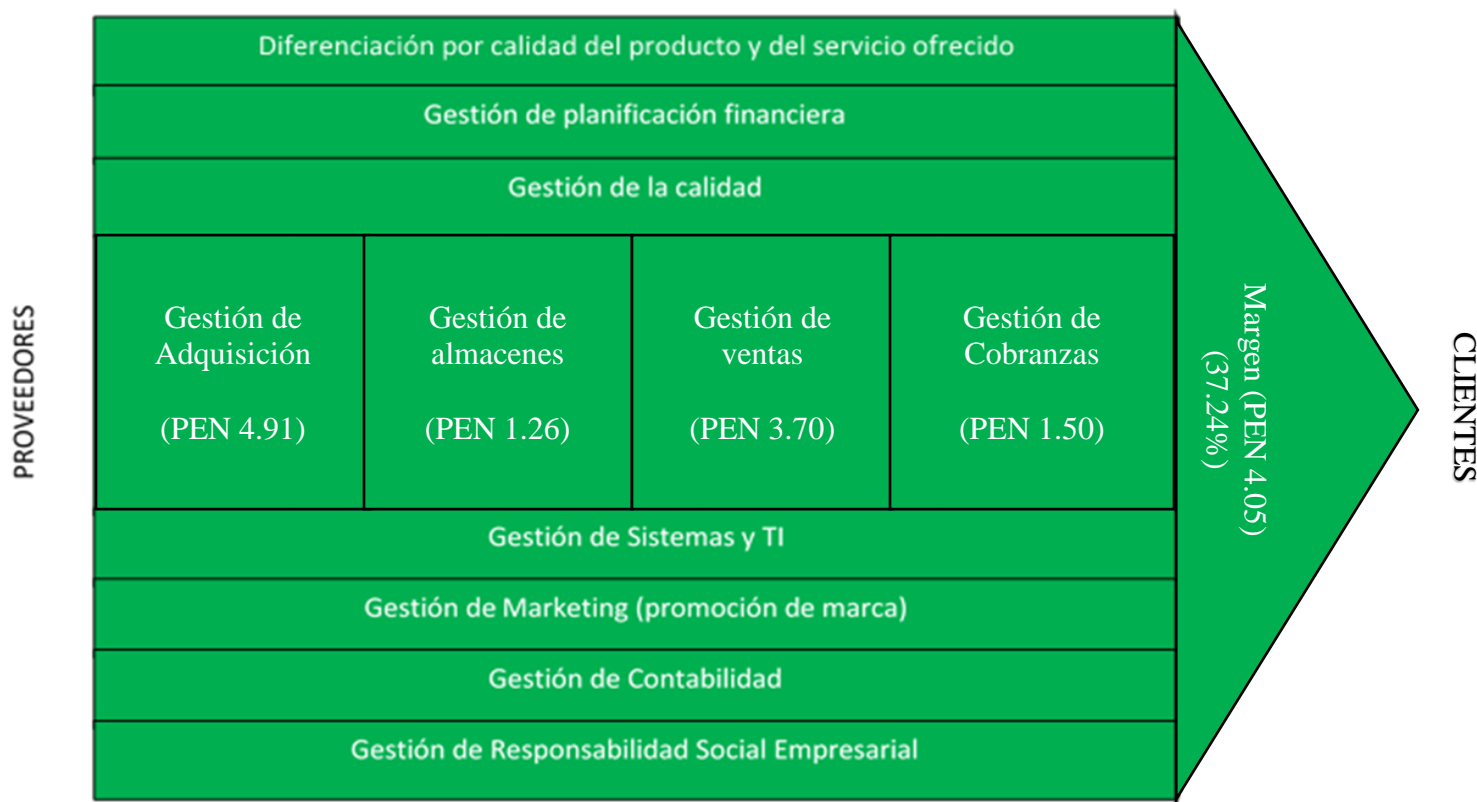 PROVEEDORES
Diferenciación por calidad del producto y del servicio ofrecido
Gestión de planificación financiera
Gestión de la calidad
Gestión de
Adquisición
(PEN 4.91)
Gestión de
almacenes
(PEN 1.26)
Gestión de
ventas
(PEN 3.70)
Gestión de
Cobranzas
(PEN 1.50)
Gestión de Sistemas y TI
Gestión de Marketing (promoción de marca)
Gestión de Contabilidad
Gestión de Responsabilidad Social Empresarial
Margen (PEN 4.05)
(37.24%)
CLIENTES